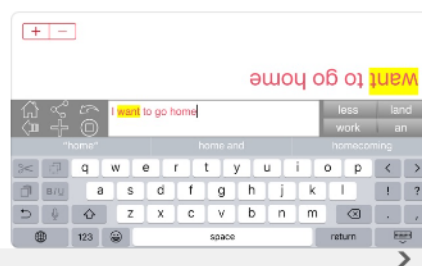 + −
want to go home
I want to go home
less land
work an
"home" home and homecoming
q w e r t y u i o p < >
B/U a s d f g h j k l ! ?
z x c v b n m . ,
123 space return